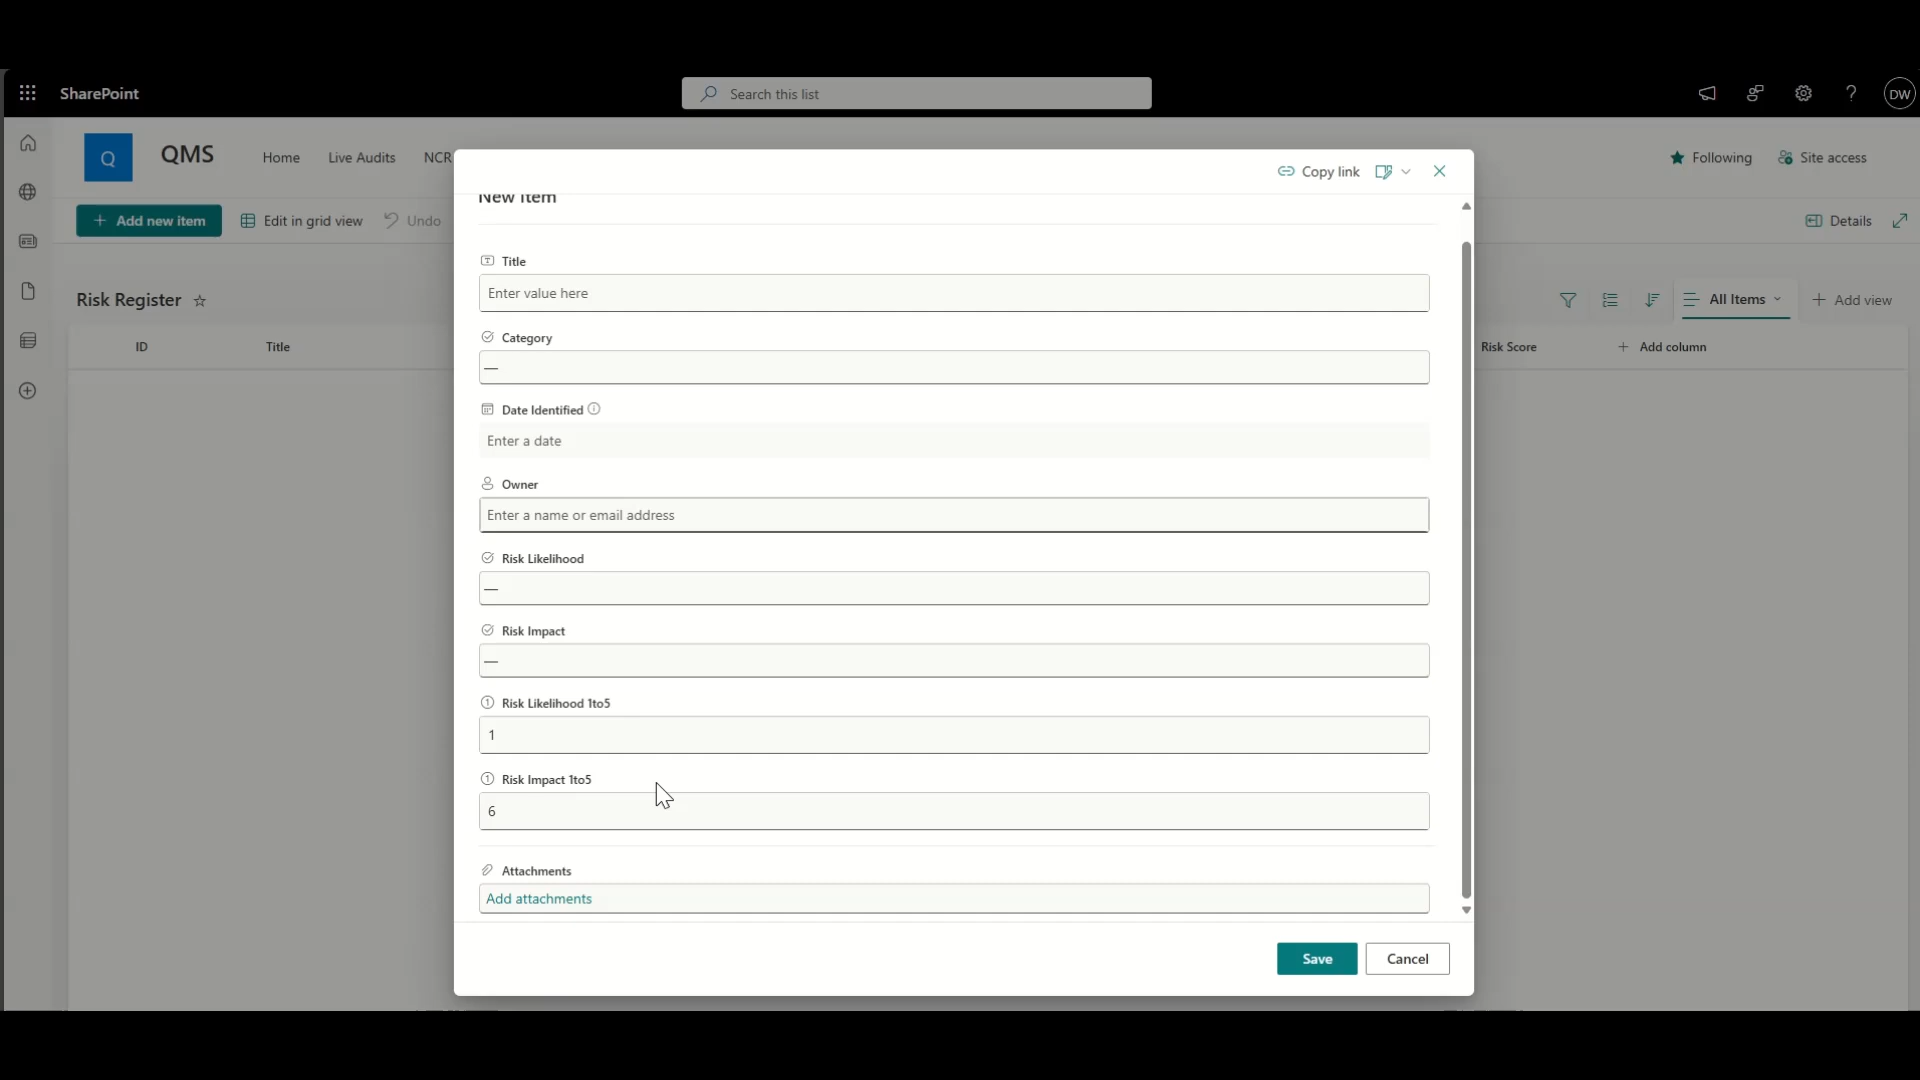 SharePoint
Search this list
DW
Q
QMS
Home
Live Audits
NCR
Following
Site access
Copy link
Add new item
Edit in grid view
Undo
Details
New item
Risk Register
All Items
Add view
ID
Title
Risk Score
Add column
Title
Enter value here
Category
—
Date Identified
Enter a date
Owner
Enter a name or email address
Risk Likelihood
—
Risk Impact
—
Risk Likelihood 1to5
1
Risk Impact 1to5
6
Attachments
Add attachments
Save
Cancel